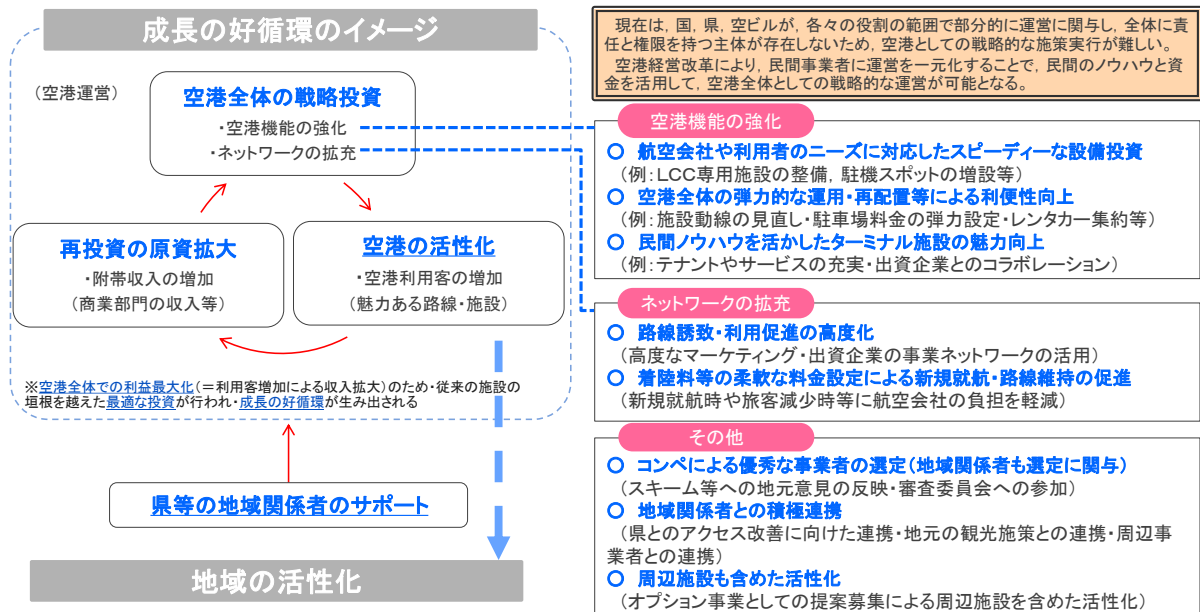 成長の好循環のイメージ
(空港運営)
空港全体の戦略投資
・空港機能の強化
・ネットワークの拡充
再投資の原資拡大
・附帯収入の増加
(商業部門の収入等)
空港の活性化
・空港利用客の増加
(魅力ある路線・施設)
※空港全体での利益最大化(=利用客増加による収入拡大)のため・従来の施設の
垣根を越えた最適な投資が行われ・成長の好循環が生み出される
県等の地域関係者のサポート
地域の活性化
現在は, 国, 県, 空ビルが, 各々の役割の範囲で部分的に運営に関与し, 全体に責
任と権限を持つ主体が存在しないため, 空港としての戦略的な施策実行が難しい。
空港経営改革により, 民間事業者に運営を一元化することで, 民間のノウハウと資
金を活用して, 空港全体としての戦略的な運営が可能となる。
空港機能の強化
○ 航空会社や利用者のニーズに対応したスピーディーな設備投資
(例:LCC専用施設の整備, 駐機スポットの増設等)
○ 空港全体の弾力的な運用・再配置等による利便性向上
(例:施設動線の見直し・駐車場料金の弾力設定・レンタカー集約等)
○ 民間ノウハウを活かしたターミナル施設の魅力向上
(例:テナントやサービスの充実・出資企業とのコラボレーション)
ネットワークの拡充
○ 路線誘致・利用促進の高度化
(高度なマーケティング・出資企業の事業ネットワークの活用)
○ 着陸料等の柔軟な料金設定による新規就航・路線維持の促進
(新規就航時や旅客減少時等に航空会社の負担を軽減)
その他
○ コンペによる優秀な事業者の選定(地域関係者も選定に関与)
(スキーム等への地元意見の反映・審査委員会への参加)
○ 地域関係者との積極連携
(県とのアクセス改善に向けた連携・地元の観光施策との連携・周辺事
業者との連携)
○ 周辺施設も含めた活性化
(オプション事業としての提案募集による周辺施設を含めた活性化)